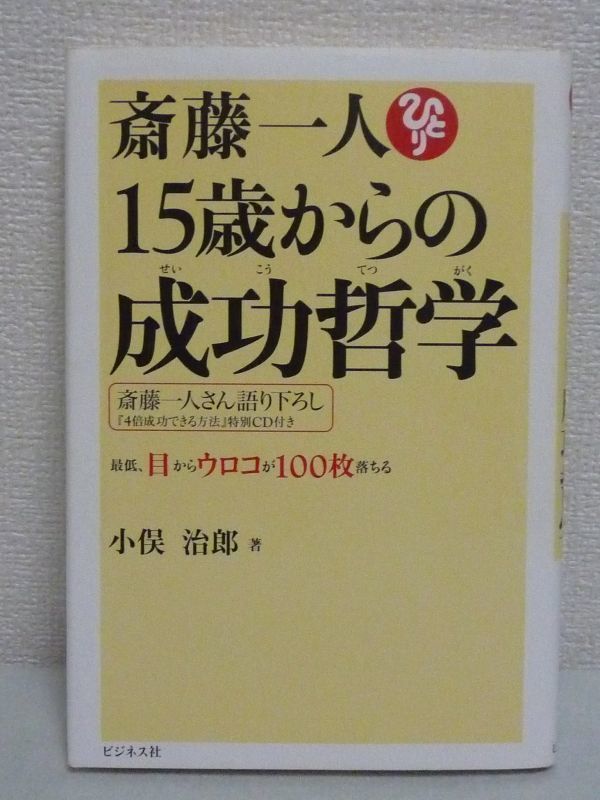 斎藤一人
ひとり
15歳からの
せいこうてつがく
成功哲学
斎藤一人さん語り下ろし
『4倍成功できる方法』特別CD付き
最低、目からウロコが100枚落ちる
小俣 治郎 著
ビジネス社